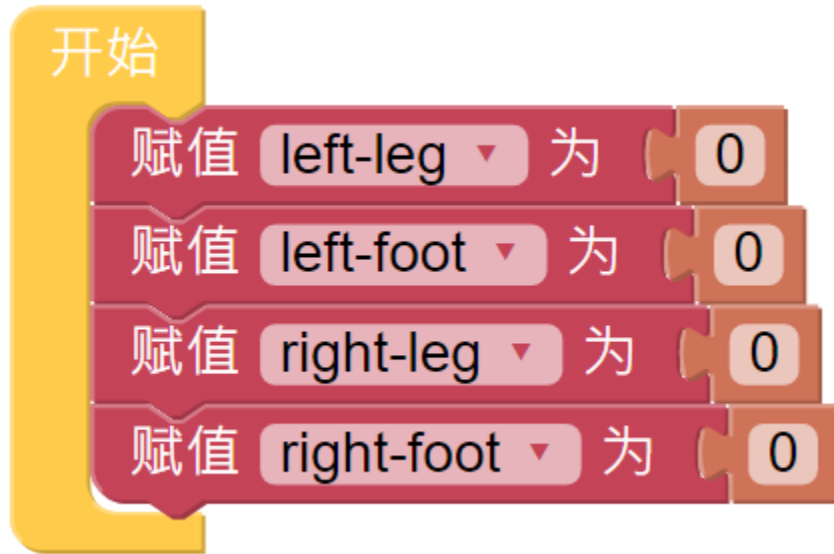 开始
赋值 left-leg 为 0
赋值 left-foot 为 0
赋值 right-leg 为 0
赋值 right-foot 为 0